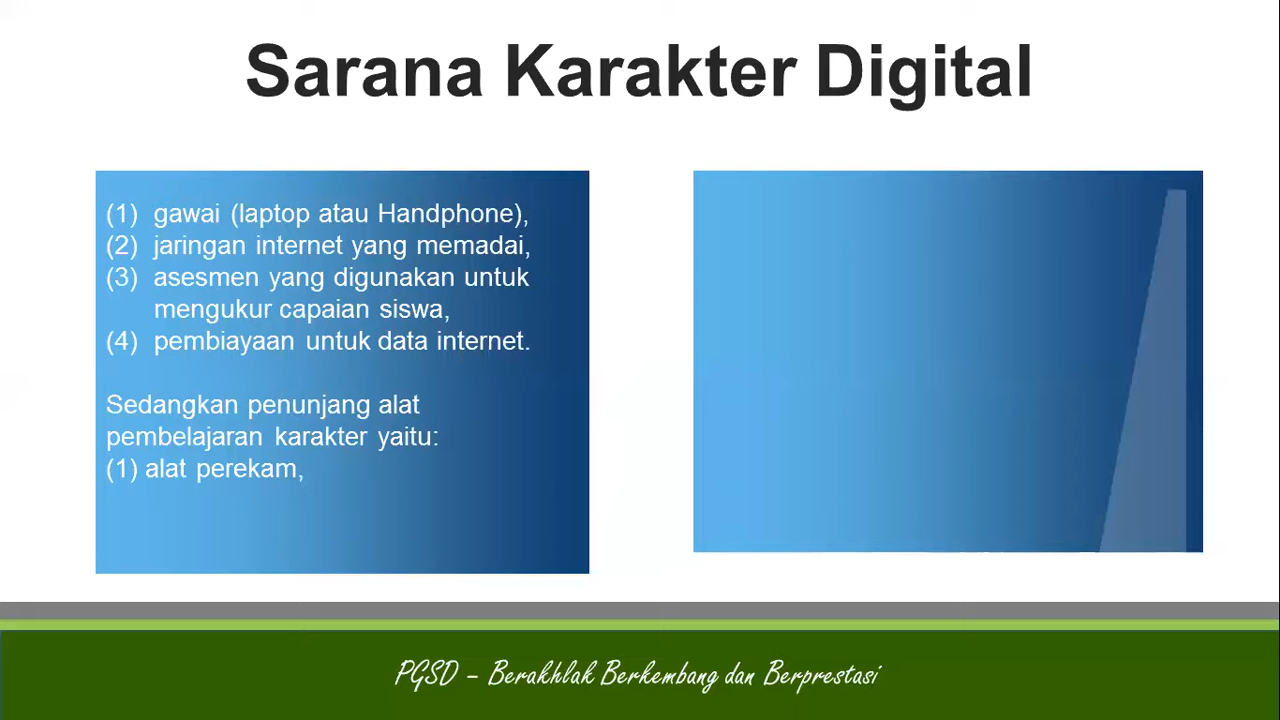 Sarana Karakter Digital
(1) gawai (laptop atau Handphone),
(2) jaringan internet yang memadai,
(3) asesmen yang digunakan untuk
mengukur capaian siswa,
(4) pembiayaan untuk data internet.
Sedangkan penunjang alat
pembelajaran karakter yaitu:
(1) alat perekam,
PGSD – Berakhlak Berkembang dan Berprestasi